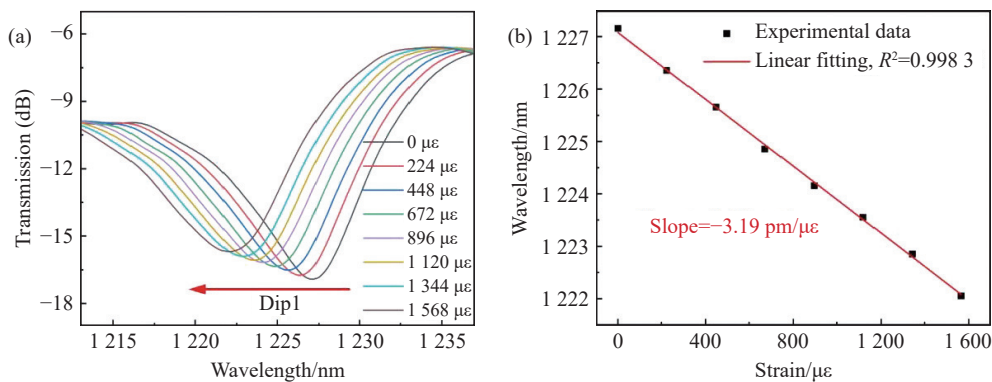 (a)
−6
−9
−12
−15
−18
Transmission (dB)
1 215
1 220
1 225
1 230
1 235
Wavelength/nm
0 με
224 με
448 με
672 με
896 με
1 120 με
1 344 με
1 568 με
Dip1
(b)
1 227
1 226
1 225
1 224
1 223
1 222
Wavelength/nm
0
400
800
1 200
1 600
Strain/με
Experimental data
Linear fitting, R²=0.998 3
Slope=−3.19 pm/με